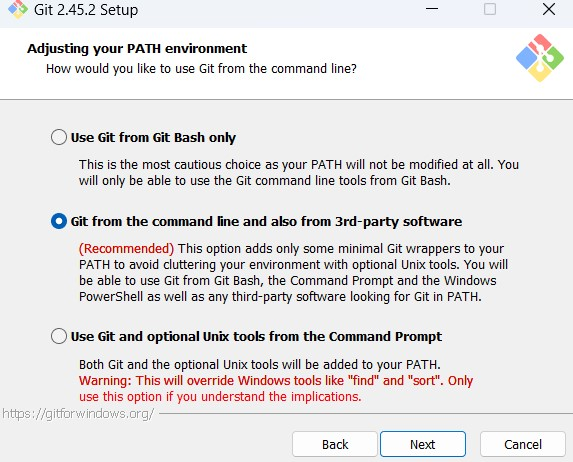 Git 2.45.2 Setup
Adjusting your PATH environment
How would you like to use Git from the command line?
Use Git from Git Bash only
This is the most cautious choice as your PATH will not be modified at all. You
will only be able to use the Git command line tools from Git Bash.
Git from the command line and also from 3rd-party software
(Recommended) This option adds only some minimal Git wrappers to your
PATH to avoid cluttering your environment with optional Unix tools. You will
be able to use Git from Git Bash, the Command Prompt and the Windows
PowerShell as well as any third-party software looking for Git in PATH.
Use Git and optional Unix tools from the Command Prompt
Both Git and the optional Unix tools will be added to your PATH.
Warning: This will override Windows tools like "find" and "sort". Only
use this option if you understand the implications.
https://gitforwindows.org/
Back Next Cancel